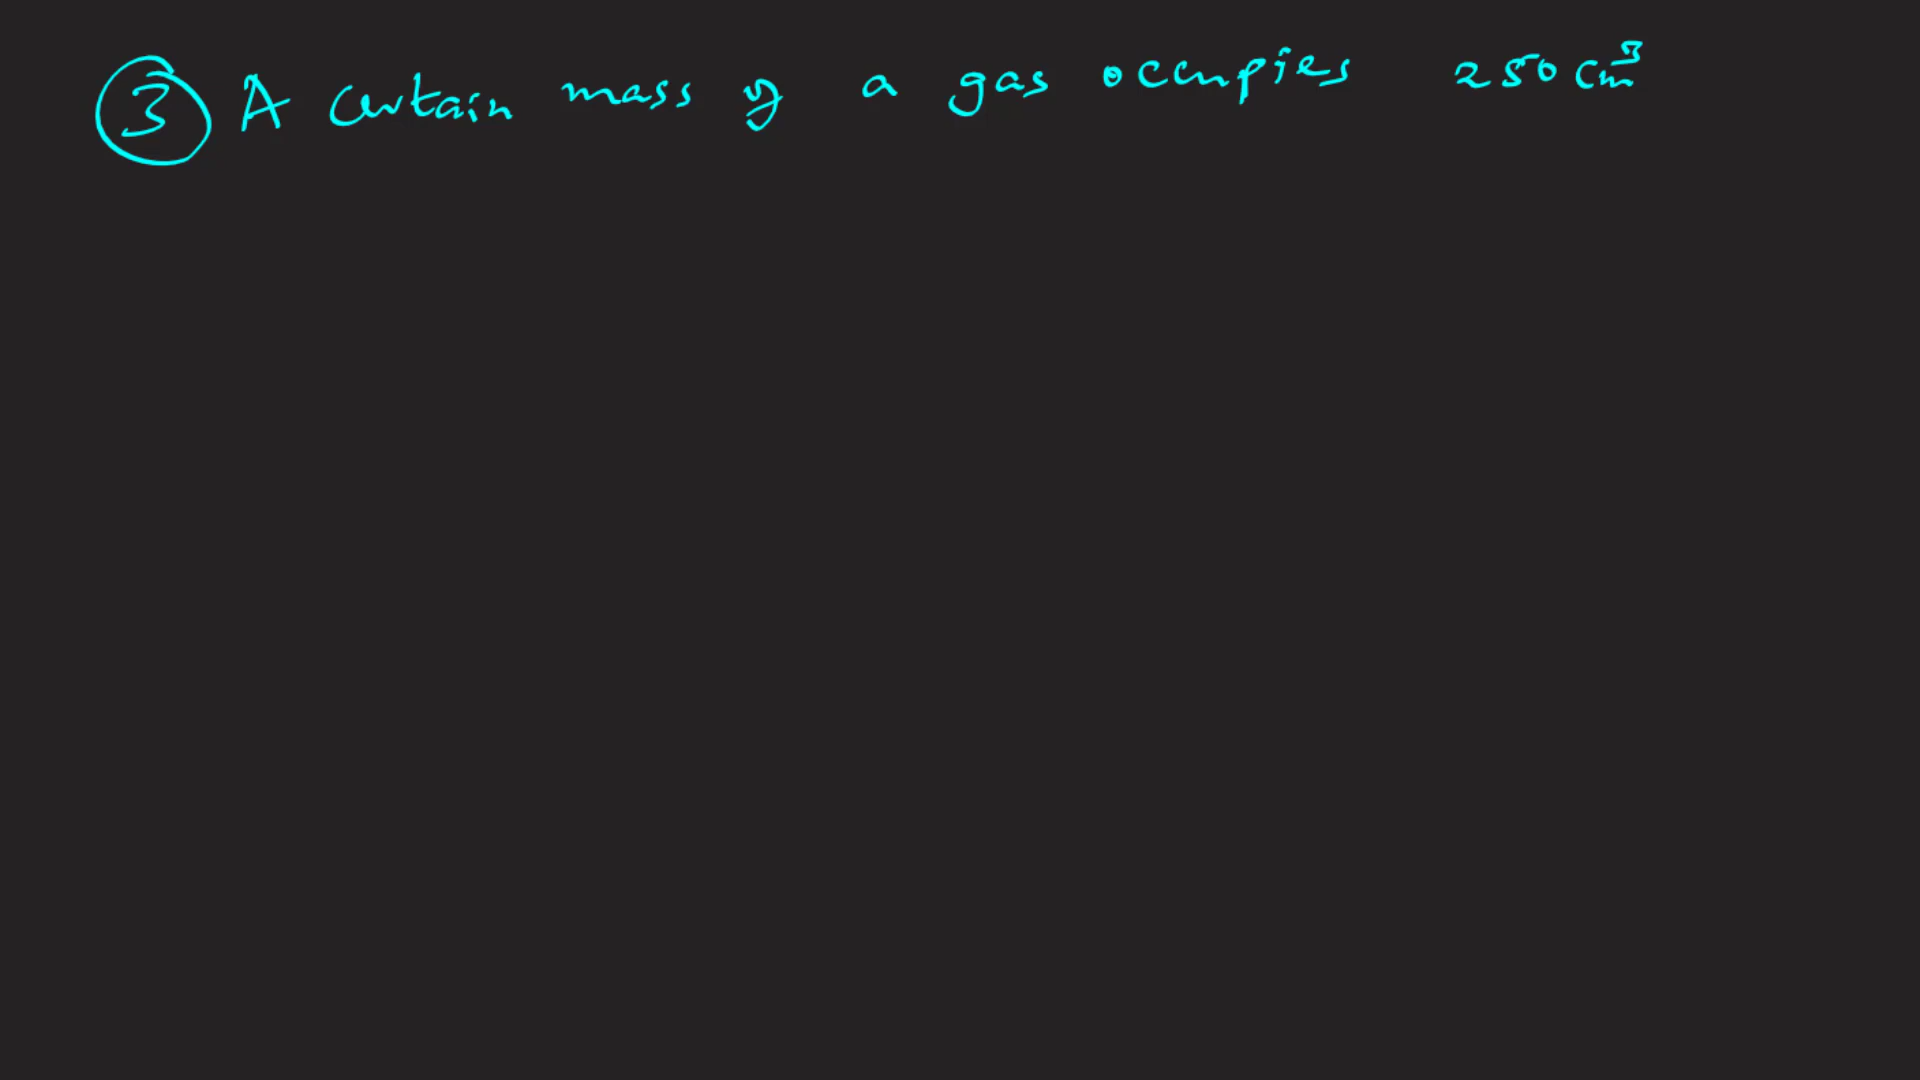 ③ A certain mass of a gas occupies 250 cm³